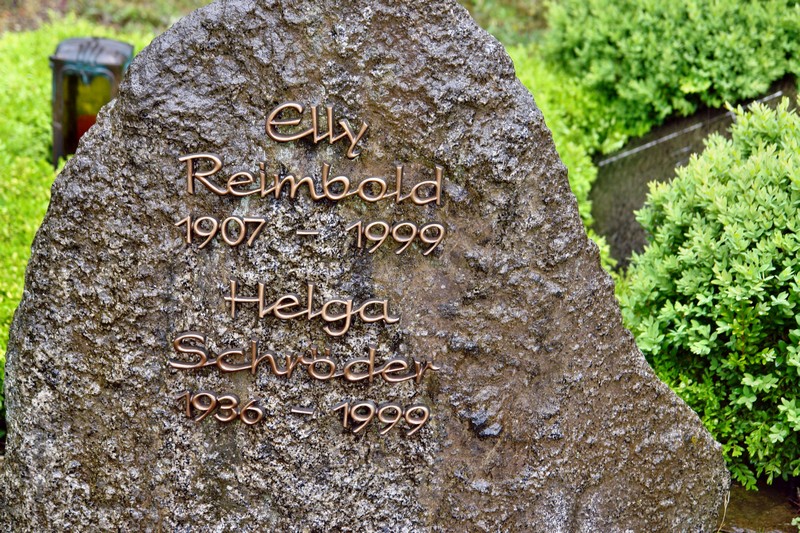 Elly
Reimbold
1907 – 1999
Helga
Schröder
1936 – 1999